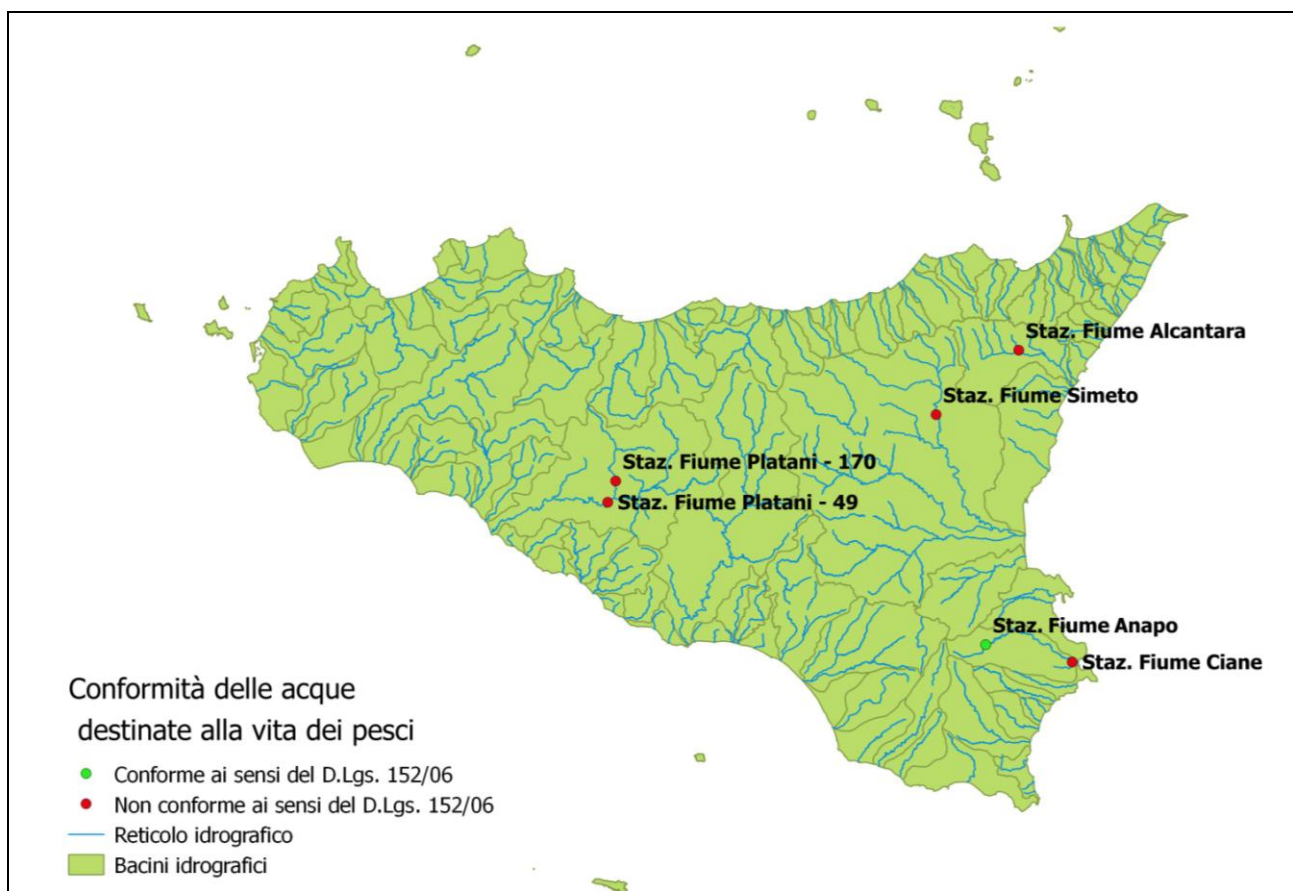 Staz. Fiume Alcantara
Staz. Fiume Simeto
Staz. Fiume Platani - 170
Staz. Fiume Platani - 49
Staz. Fiume Anapo
Staz. Fiume Ciane
Conformità delle acque
destinate alla vita dei pesci
Conforme ai sensi del D.Lgs. 152/06
Non conforme ai sensi del D.Lgs. 152/06
Reticolo idrografico
Bacini idrografici